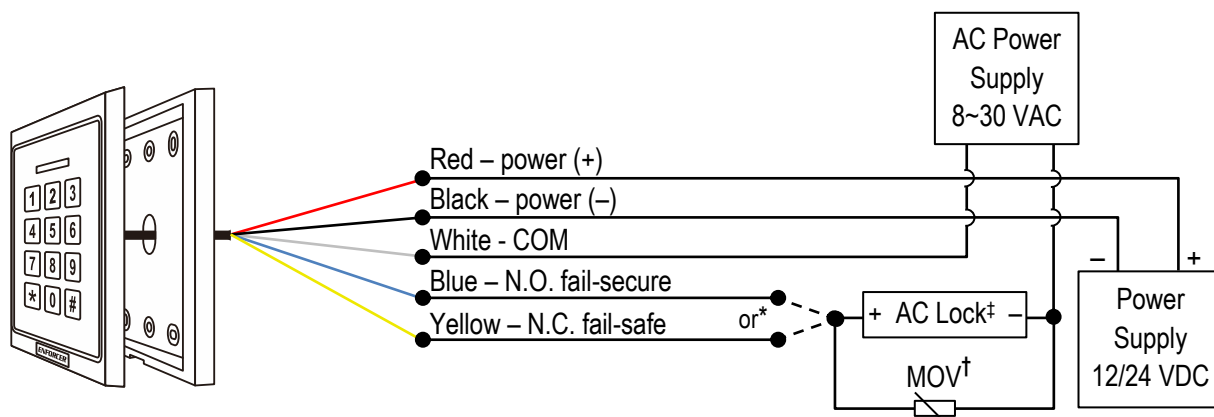 AC Power
Supply
8~30 VAC
Red – power (+)
Black – power (–)
White - COM
Blue – N.O. fail-secure
Yellow – N.C. fail-safe
or*
+ AC Lock‡ –
MOV†
– +
Power
Supply
12/24 VDC
1 2 3
4 5 6
7 8 9
* 0 #
ENFORCER